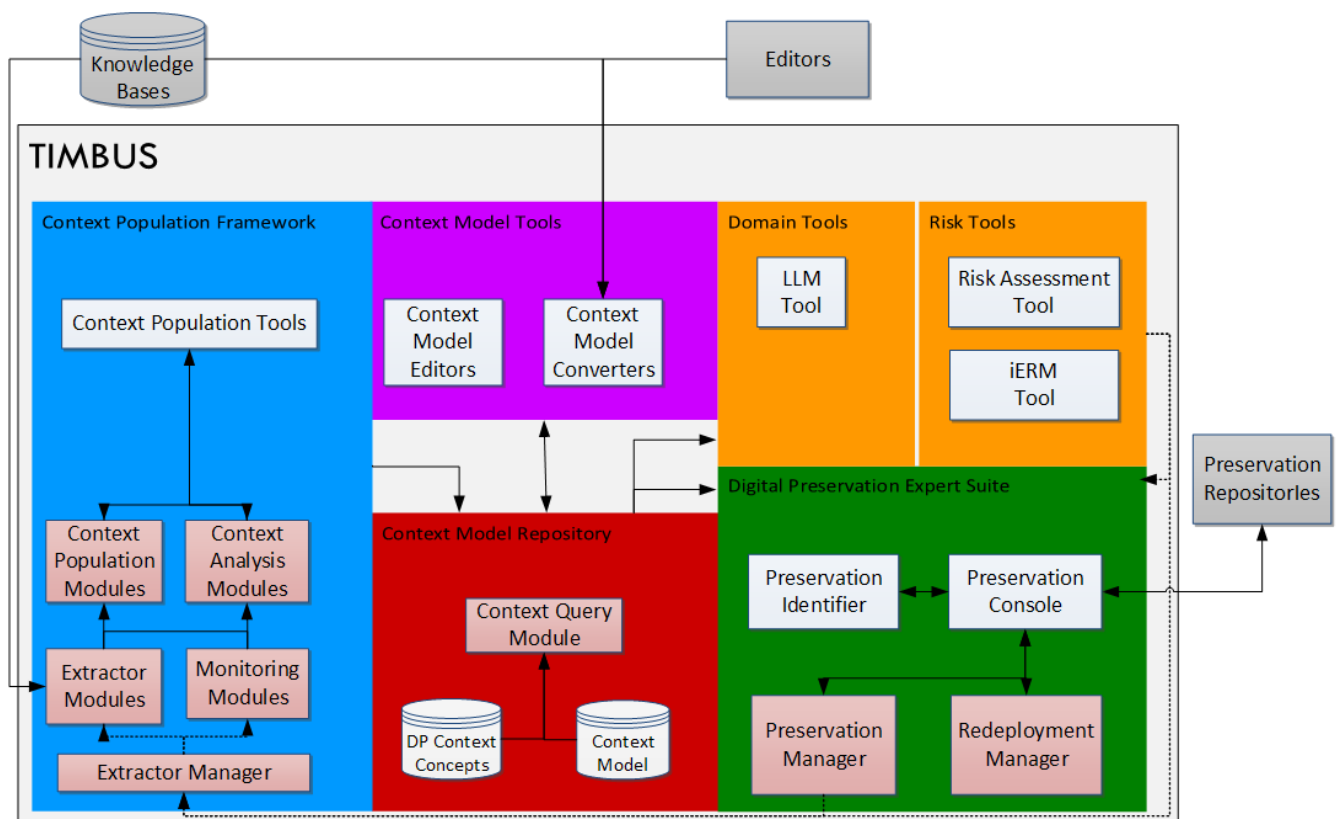 Knowledge
Bases
Editors
TIMBUS
Context Population Framework
Context Model Tools
Domain Tools
Risk Tools
Context Population Tools
Context
Model
Editors
Context
Model
Converters
LLM
Tool
Risk Assessment
Tool
iERM
Tool
Preservation
Repositories
Context
Population
Modules
Context
Analysis
Modules
Extractor
Modules
Monitoring
Modules
Extractor Manager
Context Model Repository
Context Query
Module
DP Context
Concepts
Context
Model
Digital Preservation Expert Suite
Preservation
Identifier
Preservation
Console
Preservation
Manager
Redeployment
Manager